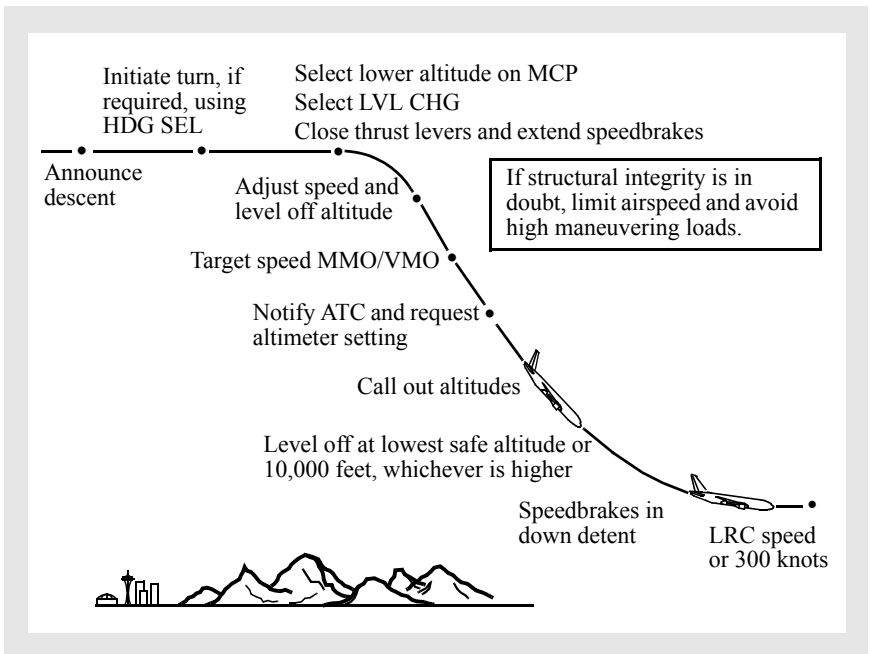 Initiate turn, if
required, using
HDG SEL
Select lower altitude on MCP
Select LVL CHG
Close thrust levers and extend speedbrakes
Announce
descent
Adjust speed and
level off altitude
If structural integrity is in
doubt, limit airspeed and avoid
high maneuvering loads.
Target speed MMO/VMO
Notify ATC and request
altimeter setting
Call out altitudes
Level off at lowest safe altitude or
10,000 feet, whichever is higher
Speedbrakes in
down detent
LRC speed
or 300 knots